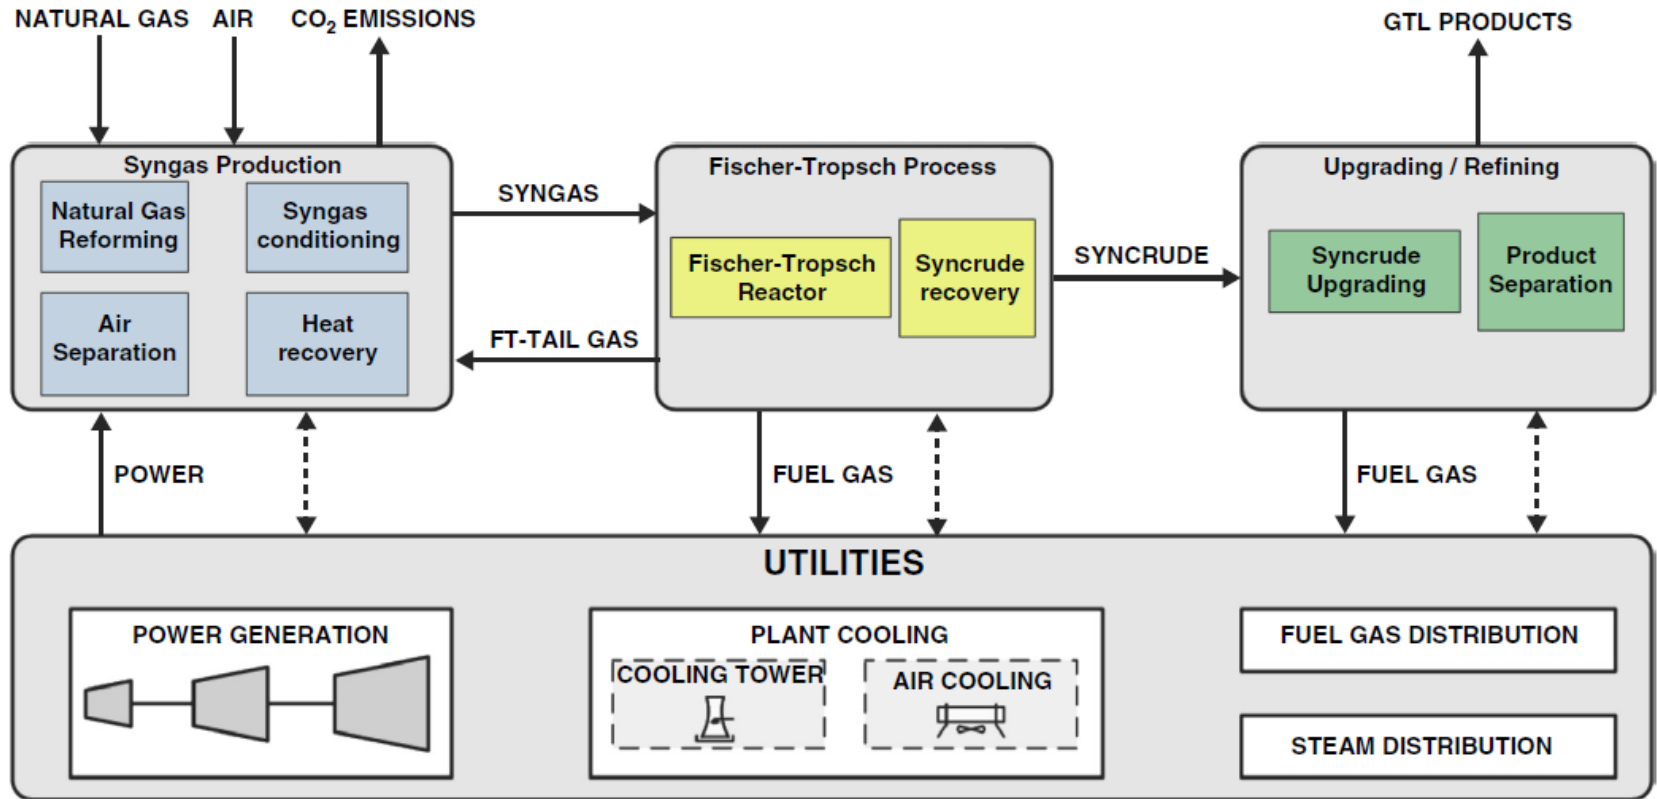 NATURAL GAS
AIR
CO₂ EMISSIONS
GTL PRODUCTS
Syngas Production
Natural Gas
Reforming
Syngas
conditioning
Air
Separation
Heat
recovery
SYNGAS
FT-TAIL GAS
Fischer-Tropsch Process
Fischer-Tropsch
Reactor
Syncrude
recovery
SYNCRUDE
Upgrading / Refining
Syncrude
Upgrading
Product
Separation
POWER
FUEL GAS
FUEL GAS
UTILITIES
POWER GENERATION
PLANT COOLING
COOLING TOWER
AIR COOLING
FUEL GAS DISTRIBUTION
STEAM DISTRIBUTION